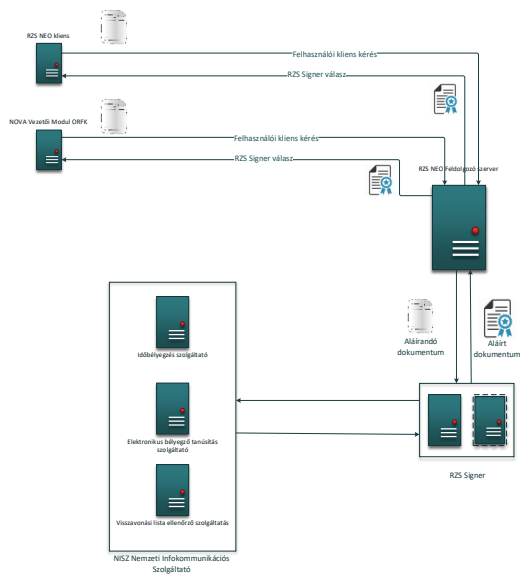 RZS NEO kliens
Felhasználói kliens kérés
RZS Signer válasz
NOVA Vezetői Modul ORFK
Felhasználói kliens kérés
RZS Signer válasz
RZS NEO Feldolgozó szerver
Aláírandó
dokumentum
Aláírt
dokumentum
Időbélyegzés szolgáltató
Elektronikus bélyegző tanúsítás
szolgáltató
Visszavonási lista ellenőrző szolgáltatás
RZS Signer
NISZ Nemzeti Infokommunikációs
Szolgáltató